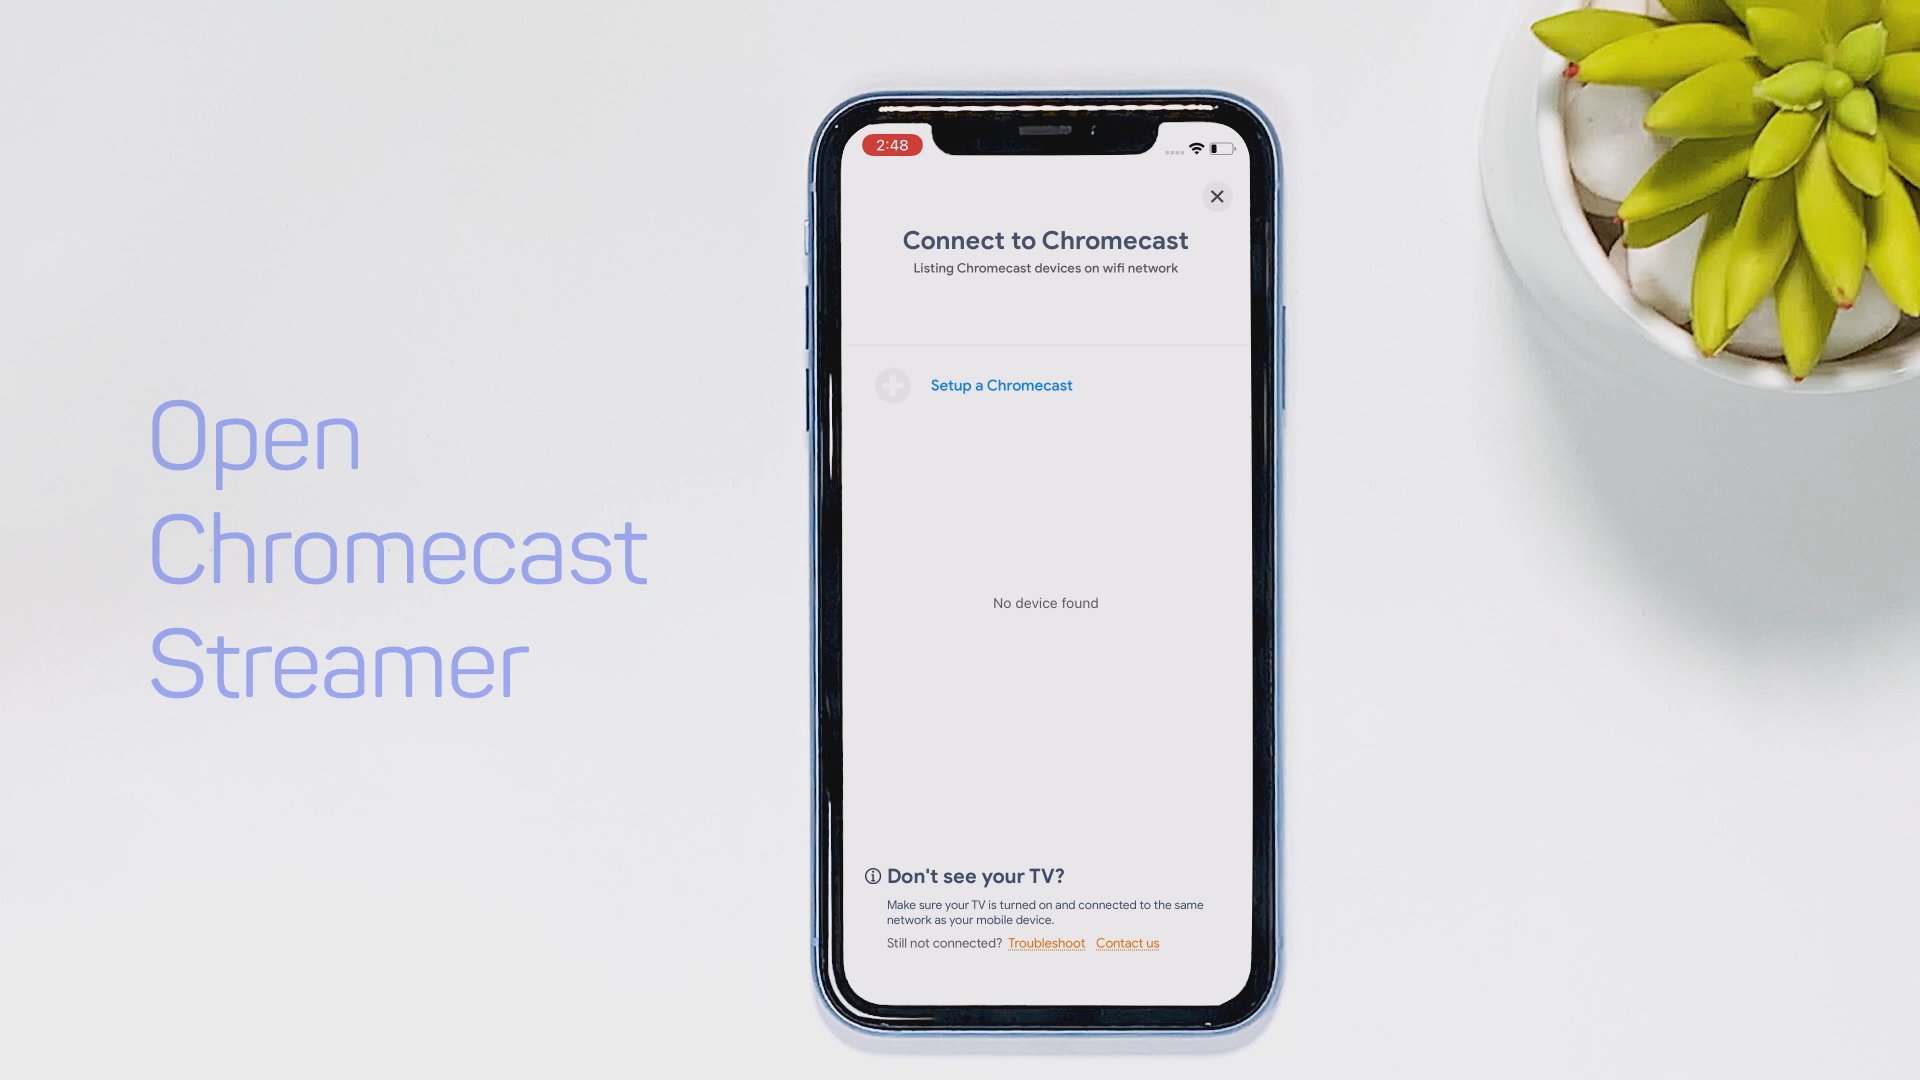 Open
Chromecast
Streamer
2:48
Connect to Chromecast
Listing Chromecast devices on wifi network
Setup a Chromecast
No device found
Don't see your TV?
Make sure your TV is turned on and connected to the same
network as your mobile device.
Still not connected? Troubleshoot Contact us